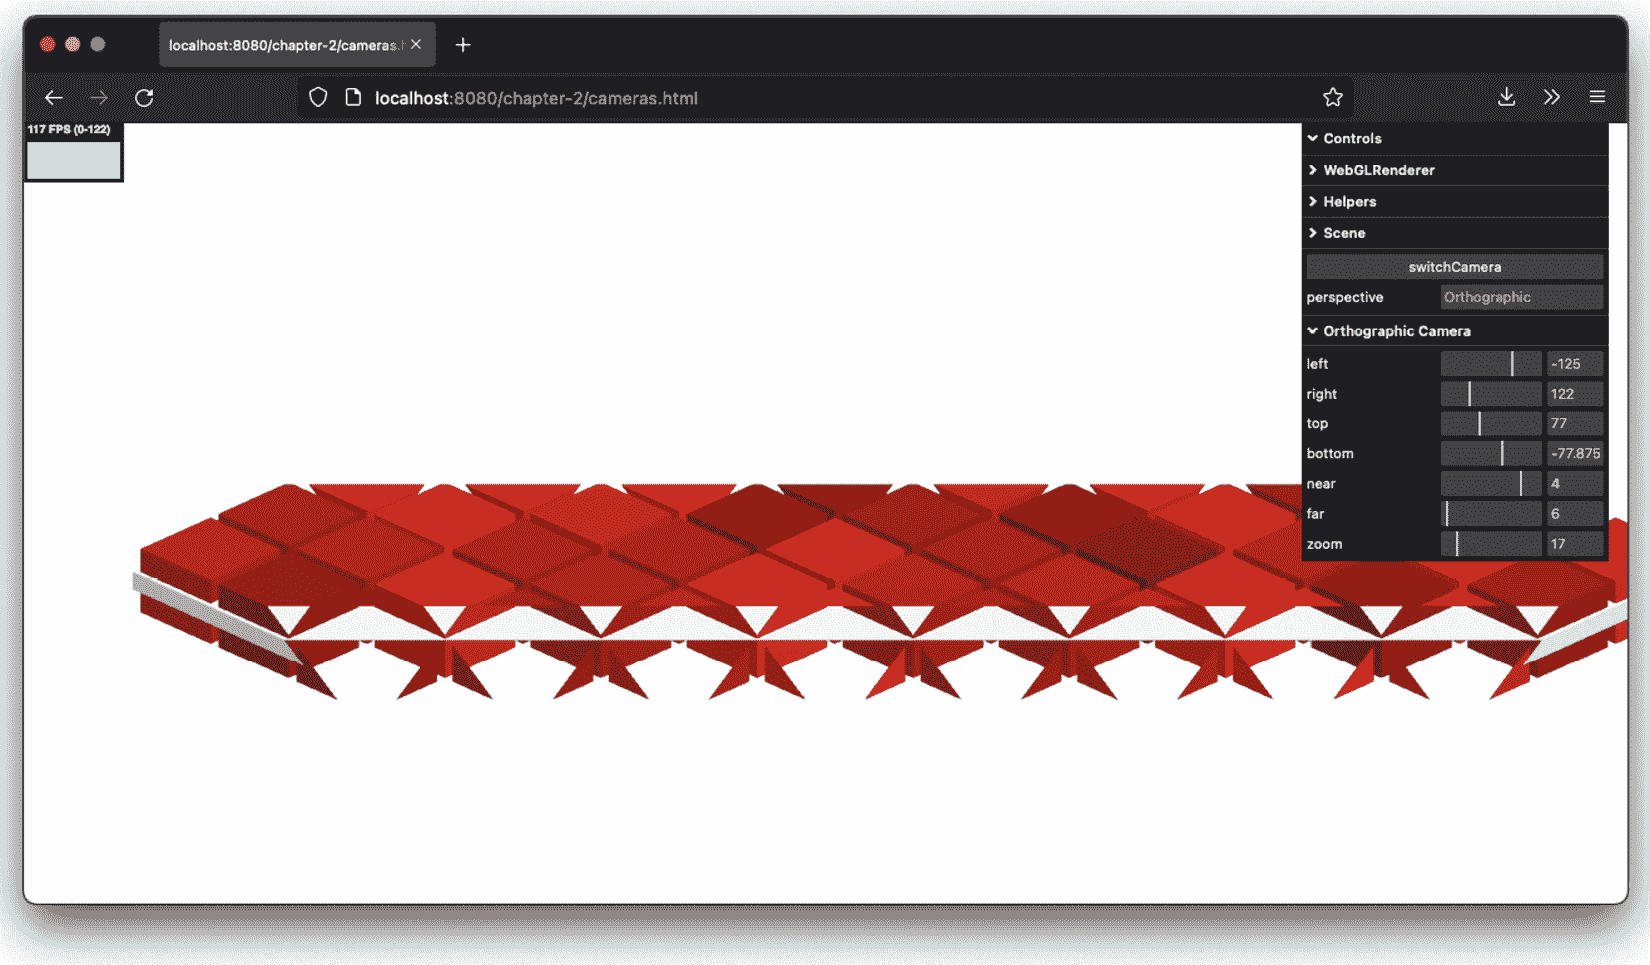 localhost:8080/chapter-2/cameras.h
localhost:8080/chapter-2/cameras.html
117 FPS (0-122)
Controls
WebGLRenderer
Helpers
Scene
switchCamera
perspective Orthographic
Orthographic Camera
left -125
right 122
top 77
bottom -77.875
near 4
far 6
zoom 17